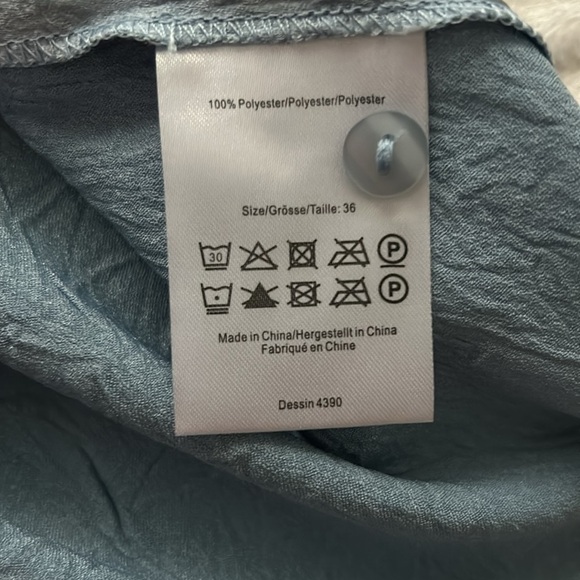 100% Polyester/Polyester/Polyester
Size/Grösse/Taille: 36
30 P
P
Made in China/Hergestellt in China
Fabriqué en Chine
Dessin 4390